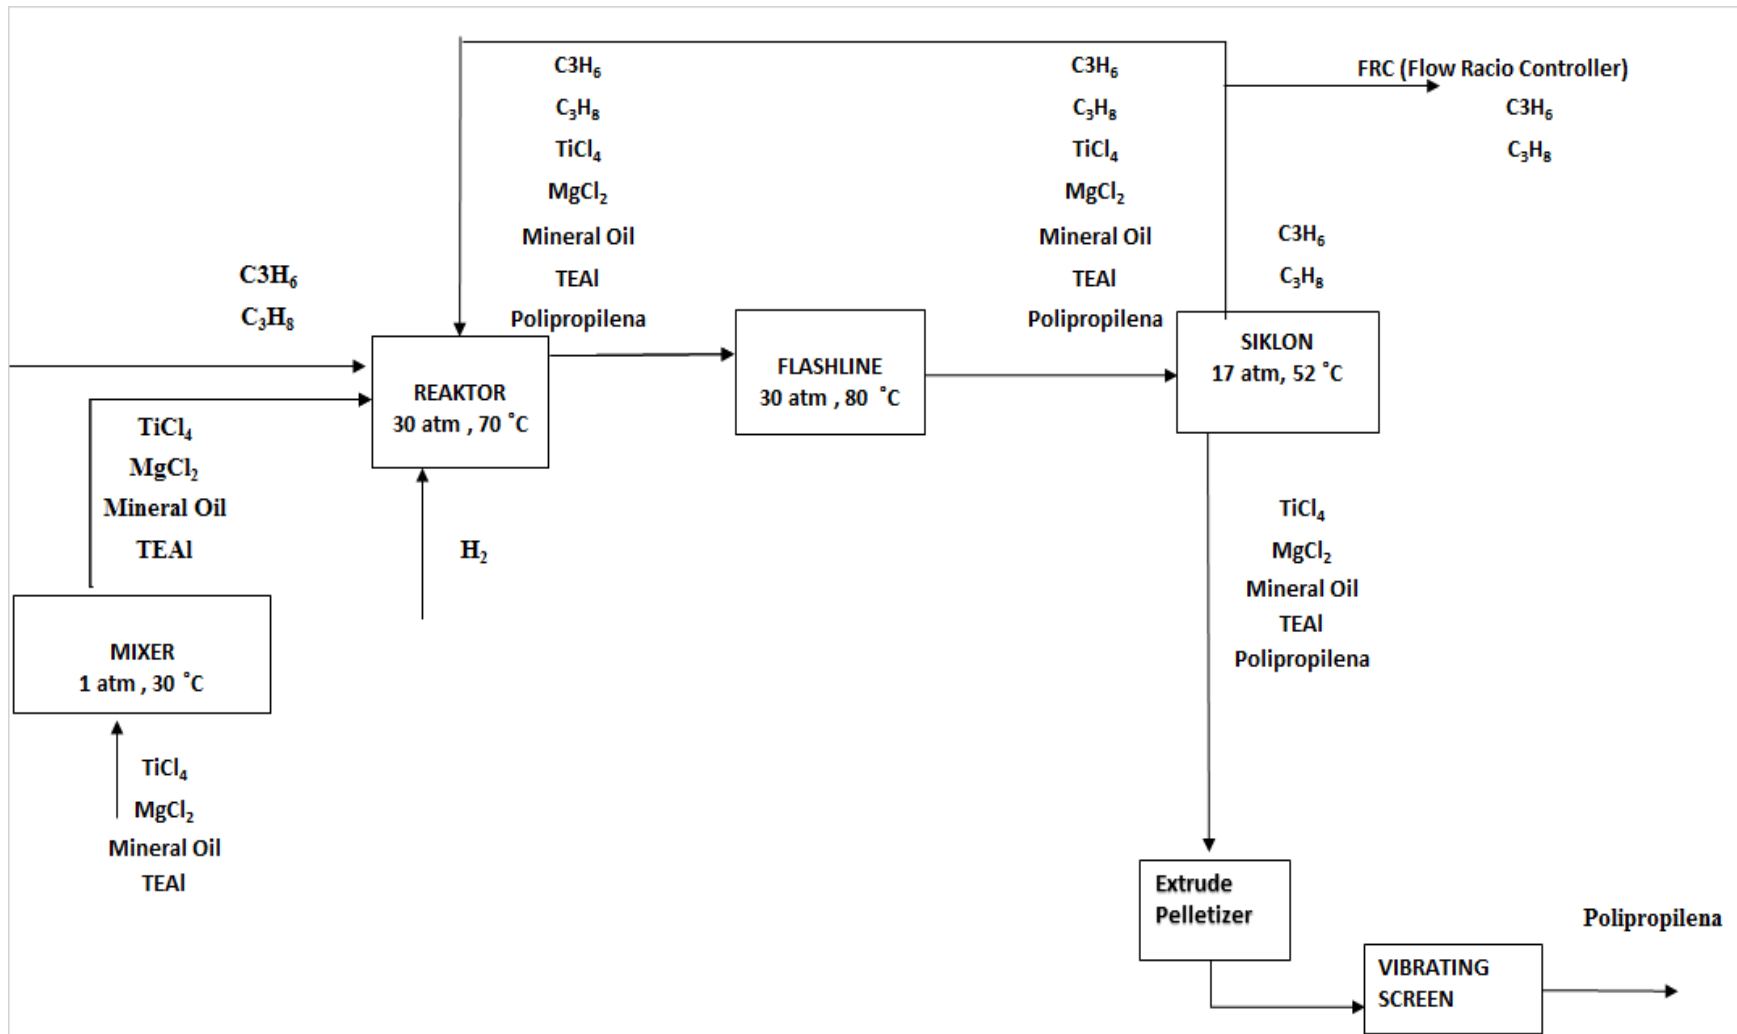 C3H₆
C₃H₈
TiCl₄
MgCl₂
Mineral Oil
TEAl
Polipropilena
C3H₆
C₃H₈
TiCl₄
MgCl₂
Mineral Oil
TEAl
Polipropilena
FRC (Flow Racio Controller)
C3H₆
C₃H₈
C3H₆
C₃H₈
C3H₆
C₃H₈
REAKTOR
30 atm , 70 ˚C
FLASHLINE
30 atm , 80 ˚C
SIKLON
17 atm, 52 ˚C
TiCl₄
MgCl₂
Mineral Oil
TEAl
H₂
TiCl₄
MgCl₂
Mineral Oil
TEAl
Polipropilena
MIXER
1 atm , 30 ˚C
TiCl₄
MgCl₂
Mineral Oil
TEAl
Extrude
Pelletizer
Polipropilena
VIBRATING
SCREEN